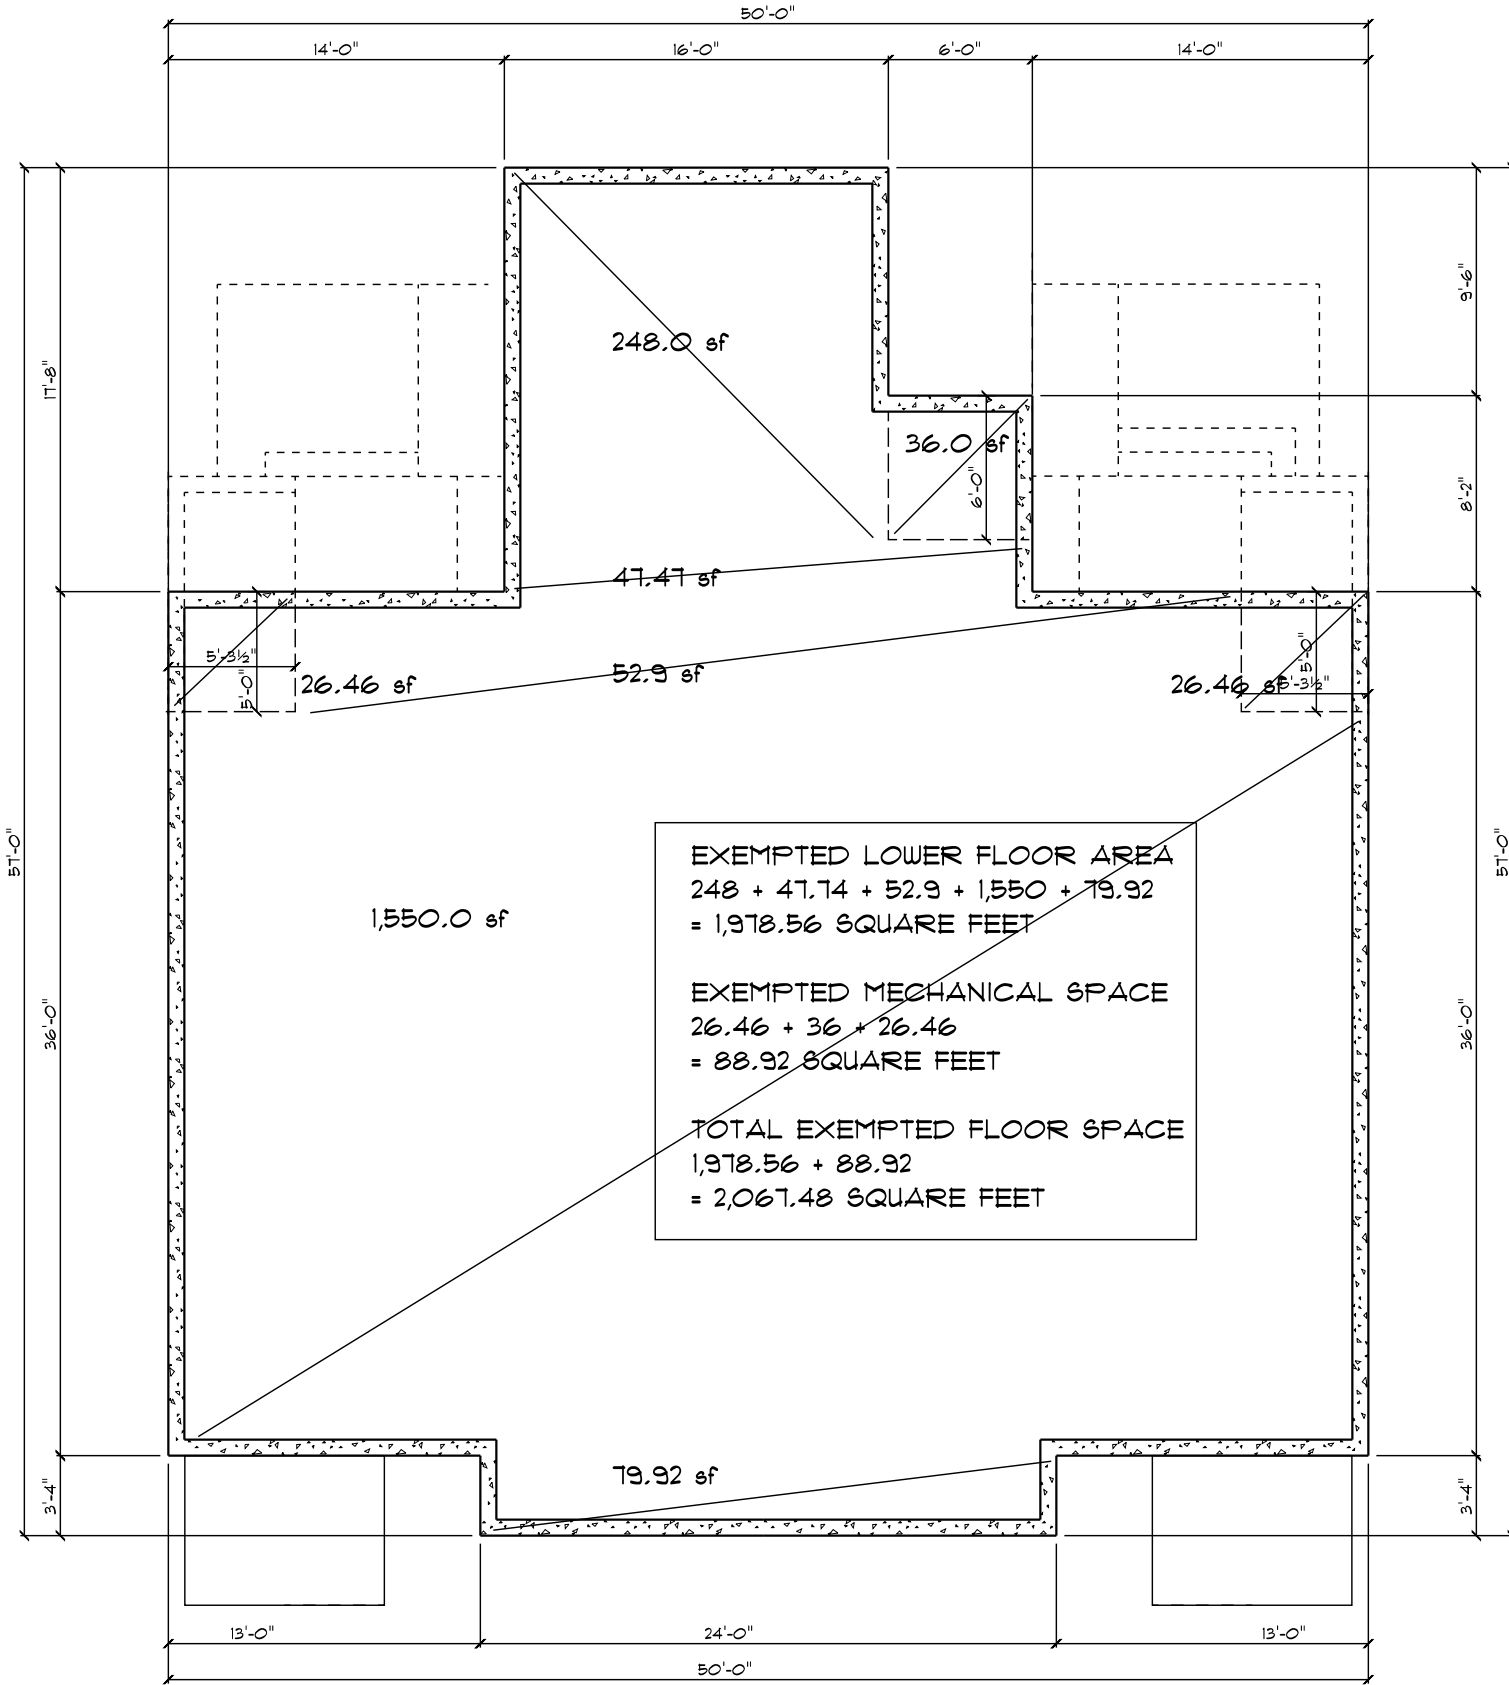 50'-0"
14'-0"
16'-0"
6'-0"
14'-0"
9'-6"
17'-8"
248.0 sf
36.0 sf
6'-0"
8'-2"
47.47 sf
5'-3½"
5'-0"
26.46 sf
52.9 sf
26.46 sf
5'-3½"
5'-0"
57'-0"
57'-0"
1,550.0 sf
EXEMPTED LOWER FLOOR AREA
248 + 47.74 + 52.9 + 1,550 + 79.92
= 1,978.56 SQUARE FEET
EXEMPTED MECHANICAL SPACE
26.46 + 36 + 26.46
= 88.92 SQUARE FEET
TOTAL EXEMPTED FLOOR SPACE
1,978.56 + 88.92
= 2,067.48 SQUARE FEET
36'-0"
36'-0"
79.92 sf
3'-4"
3'-4"
13'-0"
24'-0"
13'-0"
50'-0"